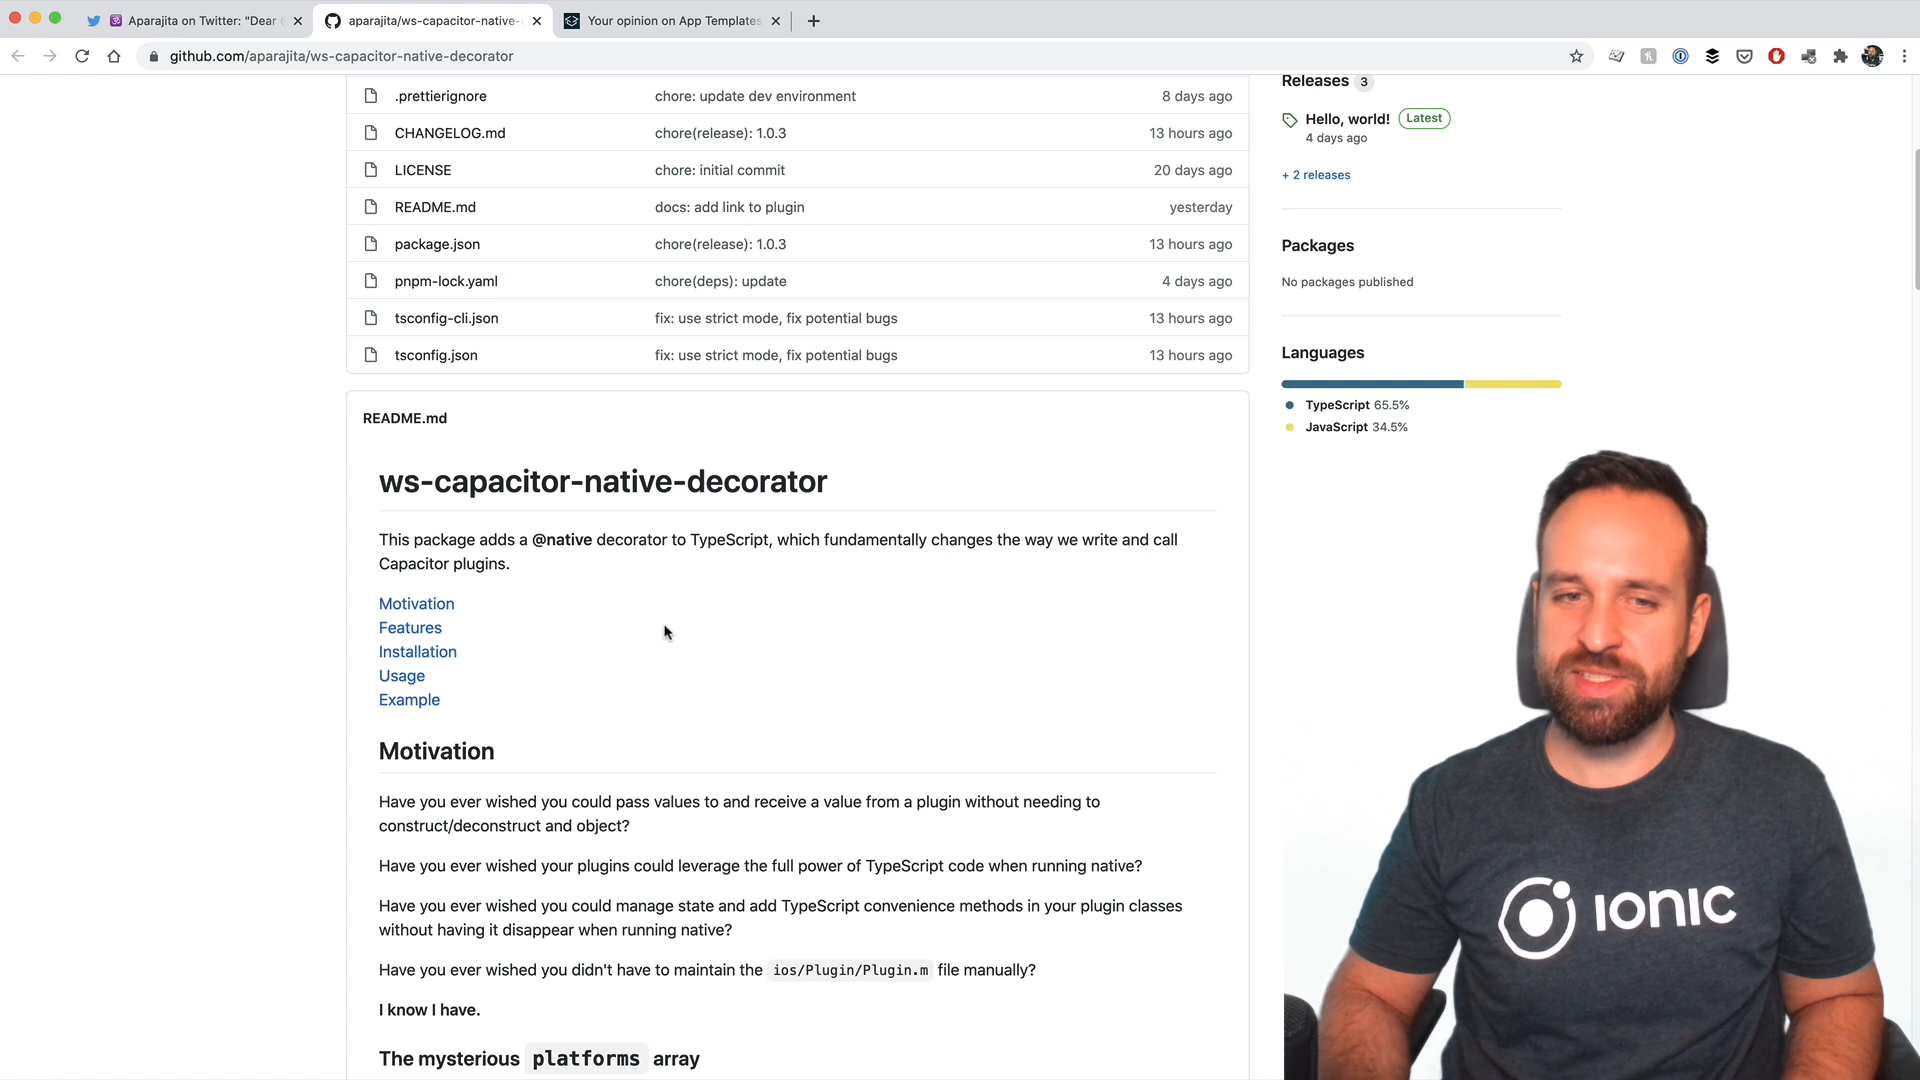 Aparajita on Twitter: "Dear
aparajita/ws-capacitor-native-
Your opinion on App Templates
github.com/aparajita/ws-capacitor-native-decorator
.prettierignore chore: update dev environment 8 days ago
CHANGELOG.md chore(release): 1.0.3 13 hours ago
LICENSE chore: initial commit 20 days ago
README.md docs: add link to plugin yesterday
package.json chore(release): 1.0.3 13 hours ago
pnpm-lock.yaml chore(deps): update 4 days ago
tsconfig-cli.json fix: use strict mode, fix potential bugs 13 hours ago
tsconfig.json fix: use strict mode, fix potential bugs 13 hours ago
README.md
ws-capacitor-native-decorator
This package adds a @native decorator to TypeScript, which fundamentally changes the way we write and call
Capacitor plugins.
Motivation
Features
Installation
Usage
Example
Motivation
Have you ever wished you could pass values to and receive a value from a plugin without needing to
construct/deconstruct and object?
Have you ever wished your plugins could leverage the full power of TypeScript code when running native?
Have you ever wished you could manage state and add TypeScript convenience methods in your plugin classes
without having it disappear when running native?
Have you ever wished you didn't have to maintain the ios/Plugin/Plugin.m file manually?
I know I have.
The mysterious platforms array
Releases 3
Hello, world! Latest
4 days ago
+ 2 releases
Packages
No packages published
Languages
TypeScript 65.5%
JavaScript 34.5%
IONIC